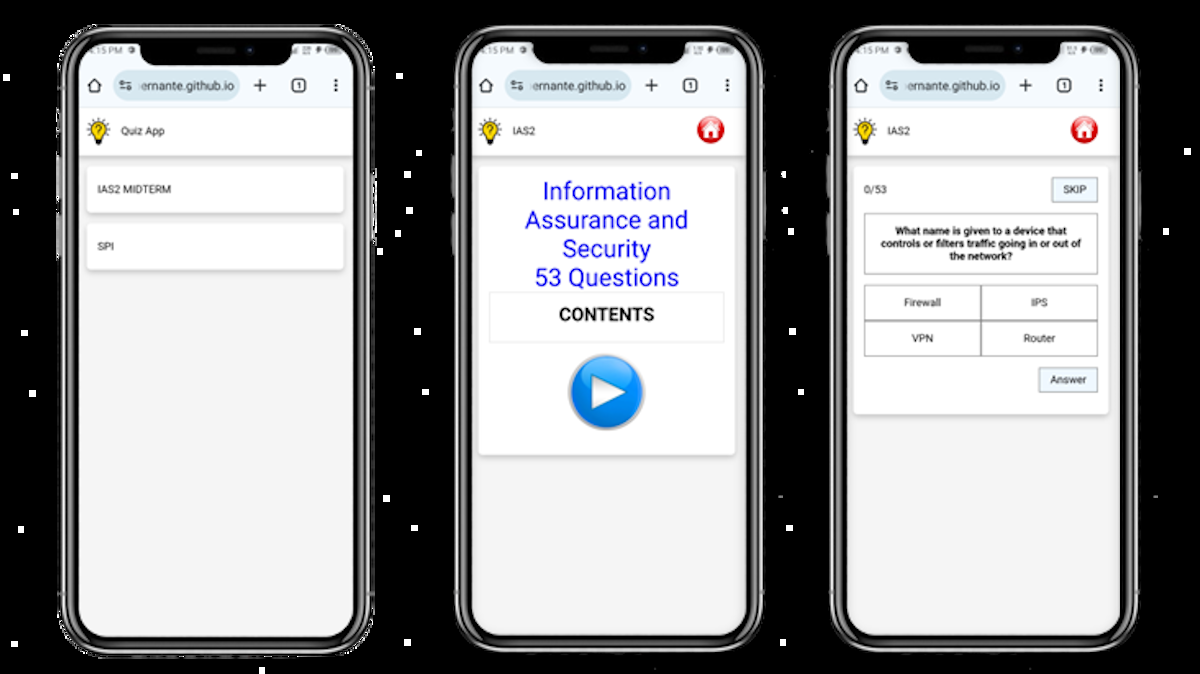 4:15 PM
ernante.github.io
1
Quiz App
IAS2 MIDTERM
SPI
4:15 PM
ernante.github.io
1
IAS2
Information
Assurance and
Security
53 Questions
CONTENTS
4:15 PM
ernante.github.io
1
IAS2
0/53
SKIP
What name is given to a device that
controls or filters traffic going in or out of
the network?
Firewall
IPS
VPN
Router
Answer